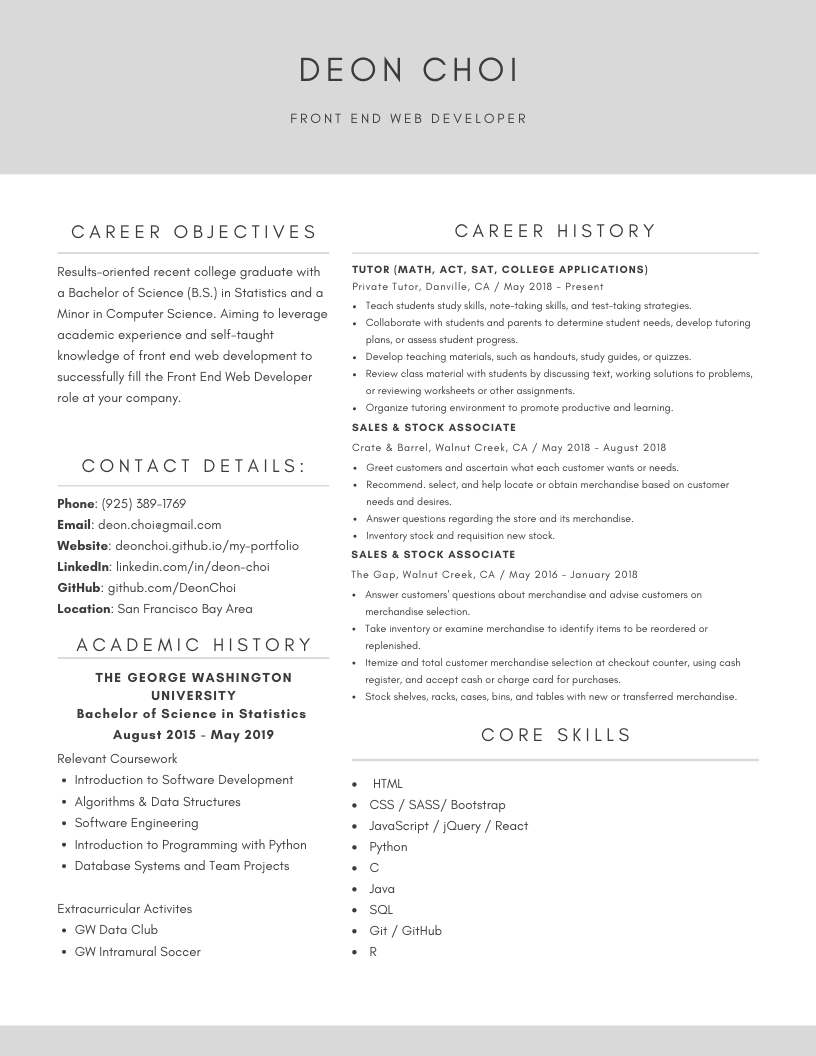 DEON CHOI
FRONT END WEB DEVELOPER
CAREER OBJECTIVES
Results-oriented recent college graduate with
a Bachelor of Science (B.S.) in Statistics and a
Minor in Computer Science. Aiming to leverage
academic experience and self-taught
knowledge of front end web development to
successfully fill the Front End Web Developer
role at your company.
CONTACT DETAILS:
Phone: (925) 389-1769
Email: deon.choi@gmail.com
Website: deonchoi.github.io/my-portfolio
LinkedIn: linkedin.com/in/deon-choi
GitHub: github.com/DeonChoi
Location: San Francisco Bay Area
ACADEMIC HISTORY
THE GEORGE WASHINGTON
UNIVERSITY
Bachelor of Science in Statistics
August 2015 - May 2019
Relevant Coursework
• Introduction to Software Development
• Algorithms & Data Structures
• Software Engineering
• Introduction to Programming with Python
• Database Systems and Team Projects
Extracurricular Activites
• GW Data Club
• GW Intramural Soccer
CAREER HISTORY
TUTOR (MATH, ACT, SAT, COLLEGE APPLICATIONS)
Private Tutor, Danville, CA / May 2018 - Present
• Teach students study skills, note-taking skills, and test-taking strategies.
• Collaborate with students and parents to determine student needs, develop tutoring
plans, or assess student progress.
• Develop teaching materials, such as handouts, study guides, or quizzes.
• Review class material with students by discussing text, working solutions to problems,
or reviewing worksheets or other assignments.
• Organize tutoring environment to promote productive and learning.
SALES & STOCK ASSOCIATE
Crate & Barrel, Walnut Creek, CA / May 2018 - August 2018
• Greet customers and ascertain what each customer wants or needs.
• Recommend. select, and help locate or obtain merchandise based on customer
needs and desires.
• Answer questions regarding the store and its merchandise.
• Inventory stock and requisition new stock.
SALES & STOCK ASSOCIATE
The Gap, Walnut Creek, CA / May 2016 - January 2018
• Answer customers' questions about merchandise and advise customers on
merchandise selection.
• Take inventory or examine merchandise to identify items to be reordered or
replenished.
• Itemize and total customer merchandise selection at checkout counter, using cash
register, and accept cash or charge card for purchases.
• Stock shelves, racks, cases, bins, and tables with new or transferred merchandise.
CORE SKILLS
• HTML
• CSS / SASS/ Bootstrap
• JavaScript / jQuery / React
• Python
• C
• Java
• SQL
• Git / GitHub
• R